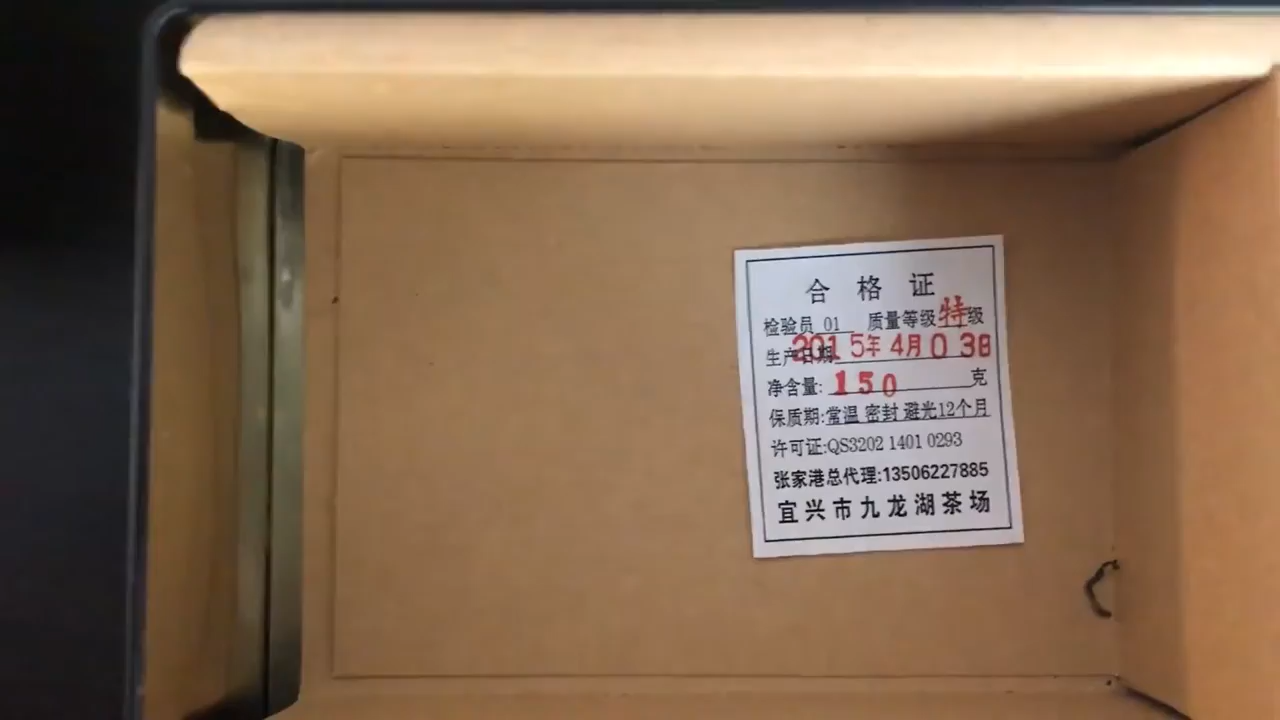 合格证
检验员 01 质量等级特级
生产日期:2015年4月03日
净含量: 150 克
保质期:常温 密封 避光12个月
许可证:QS3202 1401 0293
张家港总代理:13506227885
宜兴市九龙湖茶场